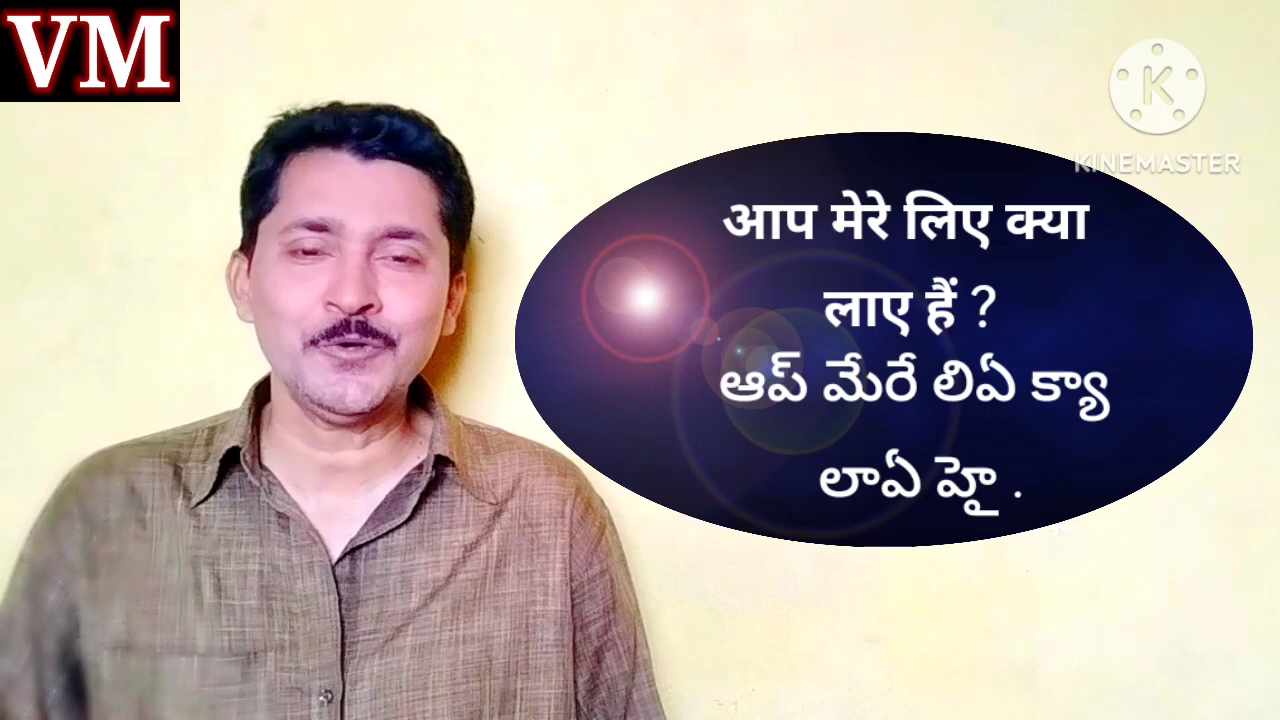 VM
KINEMASTER
आप मेरे लिए क्या
लाए हैं ?
ఆప్ మేరే లిఏ క్యా
లాఏ హై .